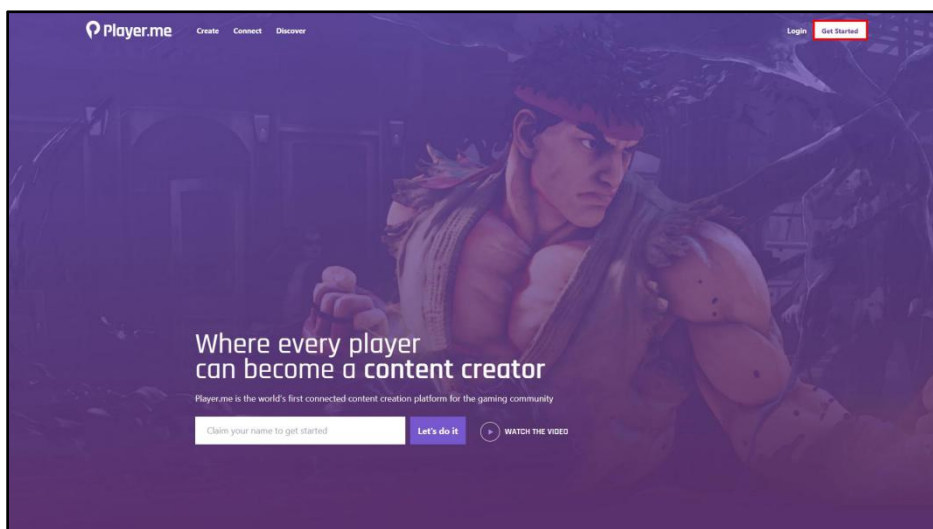 Player.me Create Connect Discover Login Get Started
Where every player
can become a content creator
Player.me is the world's first connected content creation platform for the gaming community
Claim your name to get started Let's do it WATCH THE VIDEO